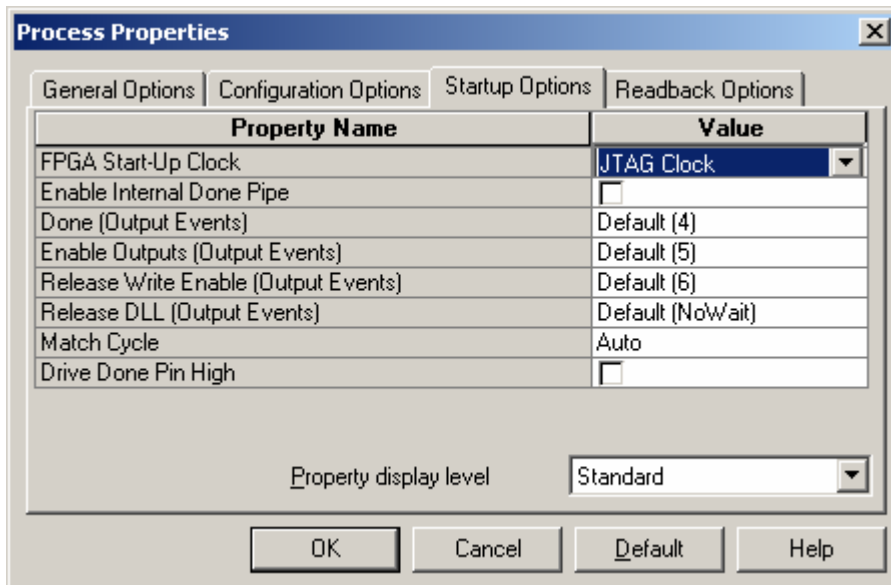 Process Properties
General Options Configuration Options Startup Options Readback Options
Property Name Value
FPGA Start-Up Clock JTAG Clock
Enable Internal Done Pipe
Done (Output Events) Default (4)
Enable Outputs (Output Events) Default (5)
Release Write Enable (Output Events) Default (6)
Release DLL (Output Events) Default (NoWait)
Match Cycle Auto
Drive Done Pin High
Property display level Standard
OK Cancel Default Help